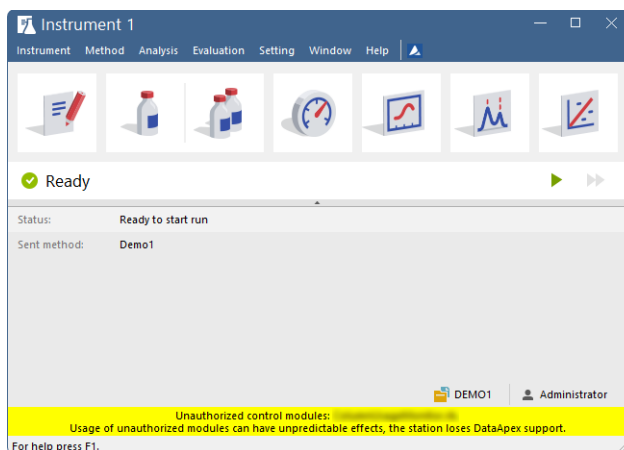 Instrument 1
Instrument Method Analysis Evaluation Setting Window Help
Ready
Status: Ready to start run
Sent method: Demo1
DEMO1 Administrator
Unauthorized control modules:
Usage of unauthorized modules can have unpredictable effects, the station loses DataApex support.
For help press F1.